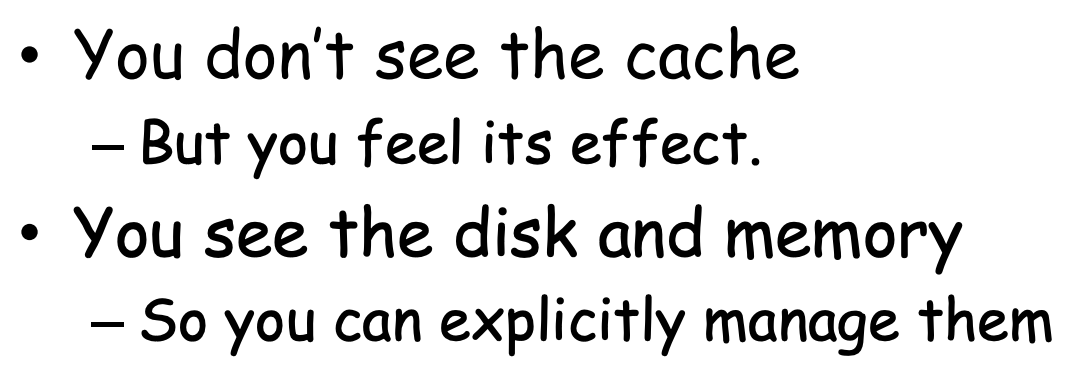 • You don't see the cache
– But you feel its effect.
• You see the disk and memory
– So you can explicitly manage them